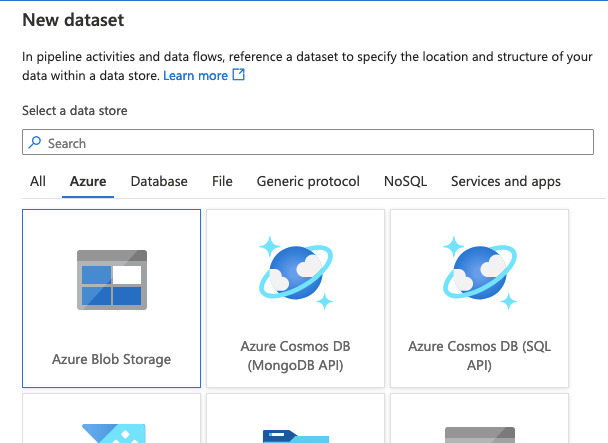 New dataset
In pipeline activities and data flows, reference a dataset to specify the location and structure of your
data within a data store. Learn more
Select a data store
Search
All Azure Database File Generic protocol NoSQL Services and apps
Azure Blob Storage
Azure Cosmos DB
(MongoDB API)
Azure Cosmos DB (SQL
API)